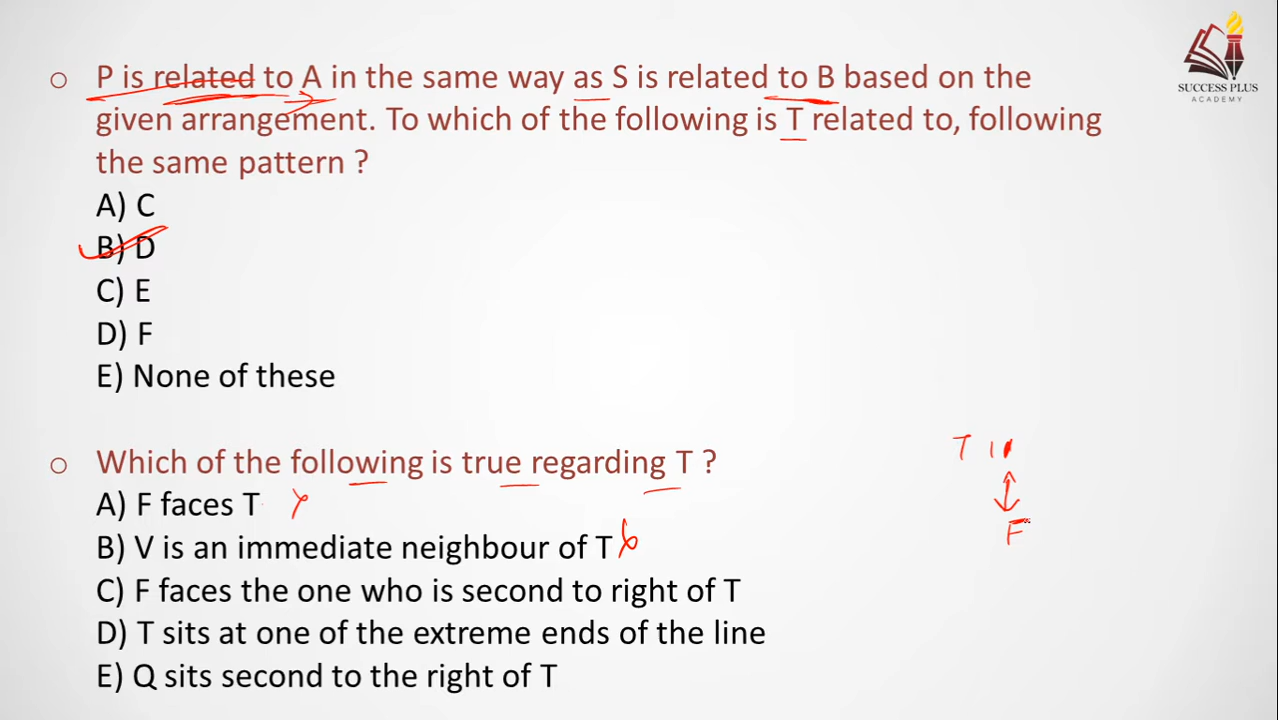 SUCCESS PLUS
ACADEMY
P is related to A in the same way as S is related to B based on the
given arrangement. To which of the following is T related to, following
the same pattern ?
A) C
B) D
C) E
D) F
E) None of these
Which of the following is true regarding T ?
A) F faces T
B) V is an immediate neighbour of T
C) F faces the one who is second to right of T
D) T sits at one of the extreme ends of the line
E) Q sits second to the right of T
T
F